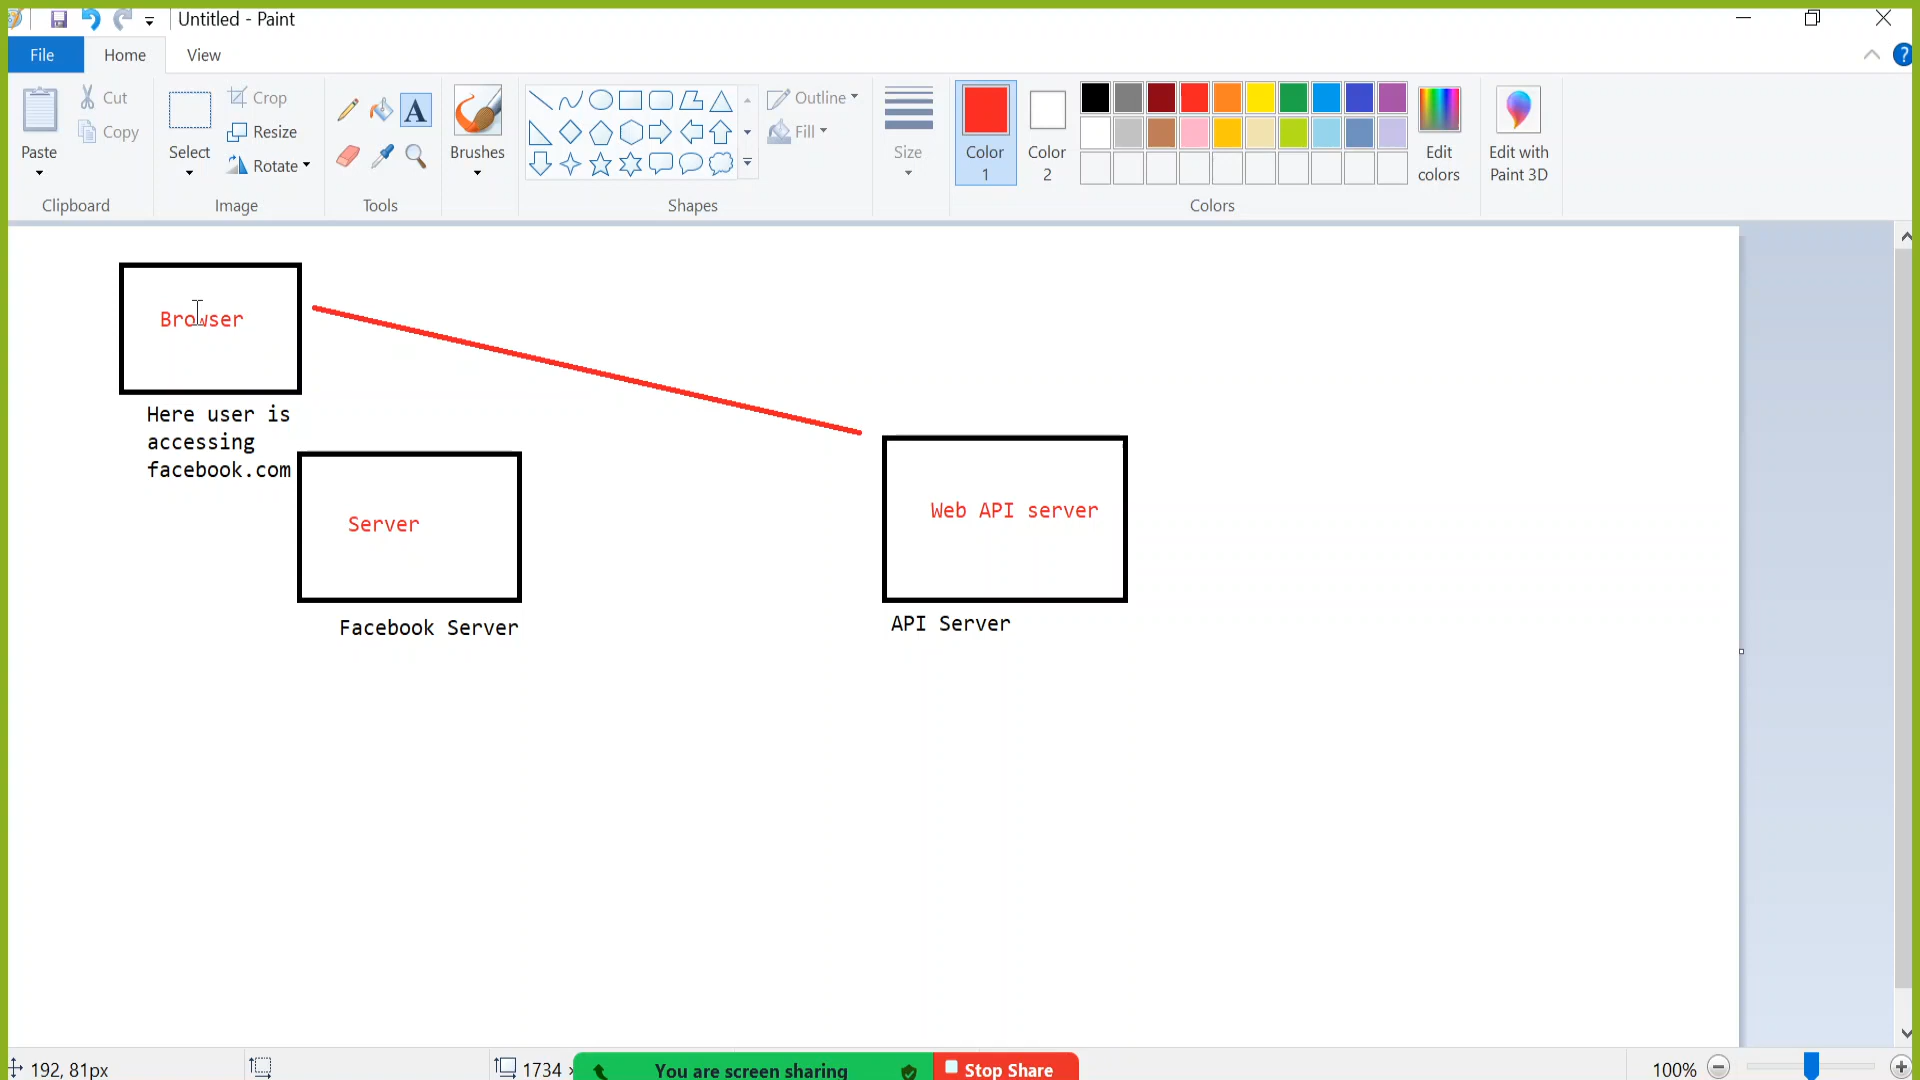 Untitled - Paint
File
Home
View
Paste
Cut
Copy
Clipboard
Select
Crop
Resize
Rotate
Image
A
Tools
Brushes
Shapes
Outline
Fill
Size
Color
1
Color
2
Colors
Edit
colors
Edit with
Paint 3D
?
Browser
Here user is
accessing
facebook.com
Server
Facebook Server
Web API server
API Server
192, 81px
1734 ×
You are screen sharing
Stop Share
100%